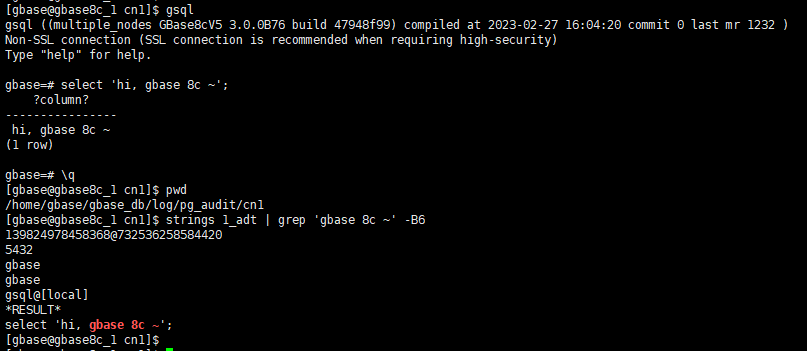 [gbase@gbase8c_1 cn1]$ gsql
gsql ((multiple_nodes GBase8cV5 3.0.0B76 build 47948f99) compiled at 2023-02-27 16:04:20 commit 0 last mr 1232 )
Non-SSL connection (SSL connection is recommended when requiring high-security)
Type "help" for help.
gbase=# select 'hi, gbase 8c ~';
    ?column?
----------------
 hi, gbase 8c ~
(1 row)
gbase=# \q
[gbase@gbase8c_1 cn1]$ pwd
/home/gbase/gbase_db/log/pg_audit/cn1
[gbase@gbase8c_1 cn1]$ strings 1_adt | grep 'gbase 8c ~' -B6
139824978458368@732536258584420
5432
gbase
gbase
gsql@[local]
*RESULT*
select 'hi, gbase 8c ~';
[gbase@gbase8c_1 cn1]$